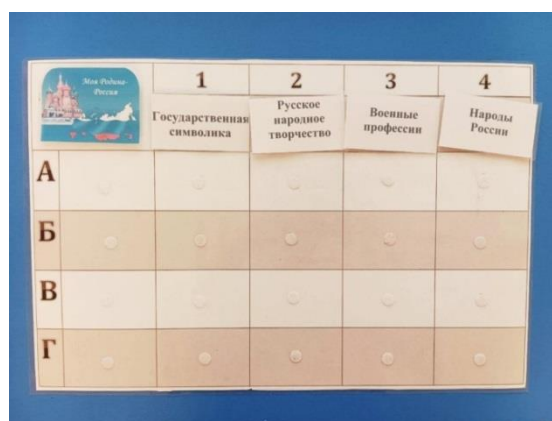 Моя Родина-
Россия
1 2 3 4
Государственная
символика
Русское
народное
творчество
Военные
профессии
Народы
России
А
Б
В
Г